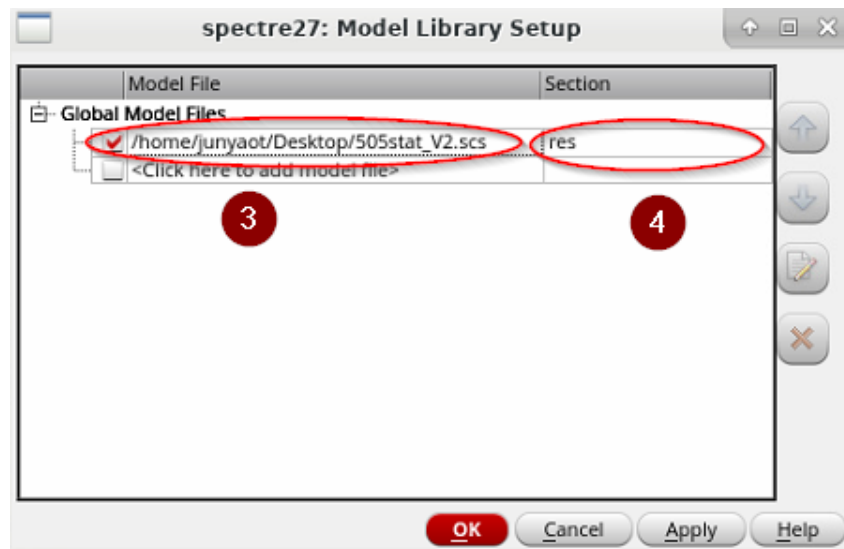 spectre27: Model Library Setup
Model File Section
Global Model Files
/home/junyaot/Desktop/505stat_V2.scs res
<Click here to add model file>
3 4
OK Cancel Apply Help